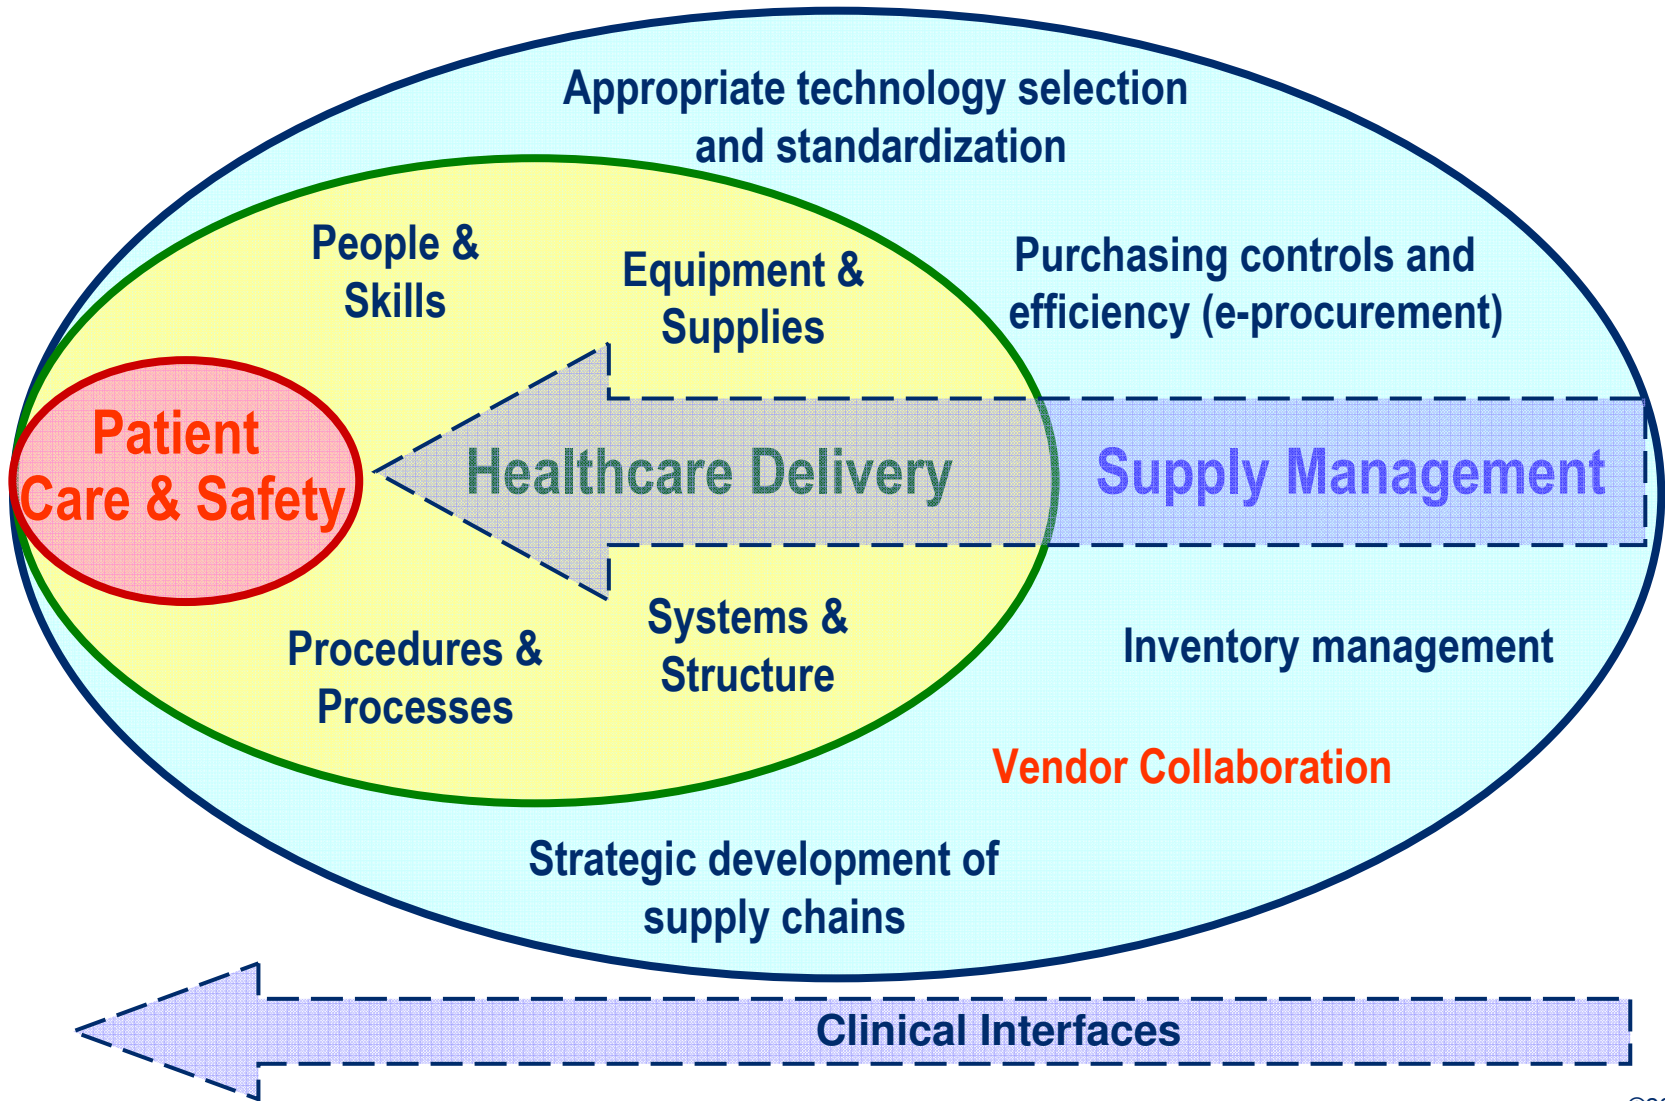 Appropriate technology selection
and standardization
People &
Skills
Equipment &
Supplies
Purchasing controls and
efficiency (e-procurement)
Patient
Care & Safety
Healthcare Delivery
Supply Management
Procedures &
Processes
Systems &
Structure
Inventory management
Vendor Collaboration
Strategic development of
supply chains
Clinical Interfaces